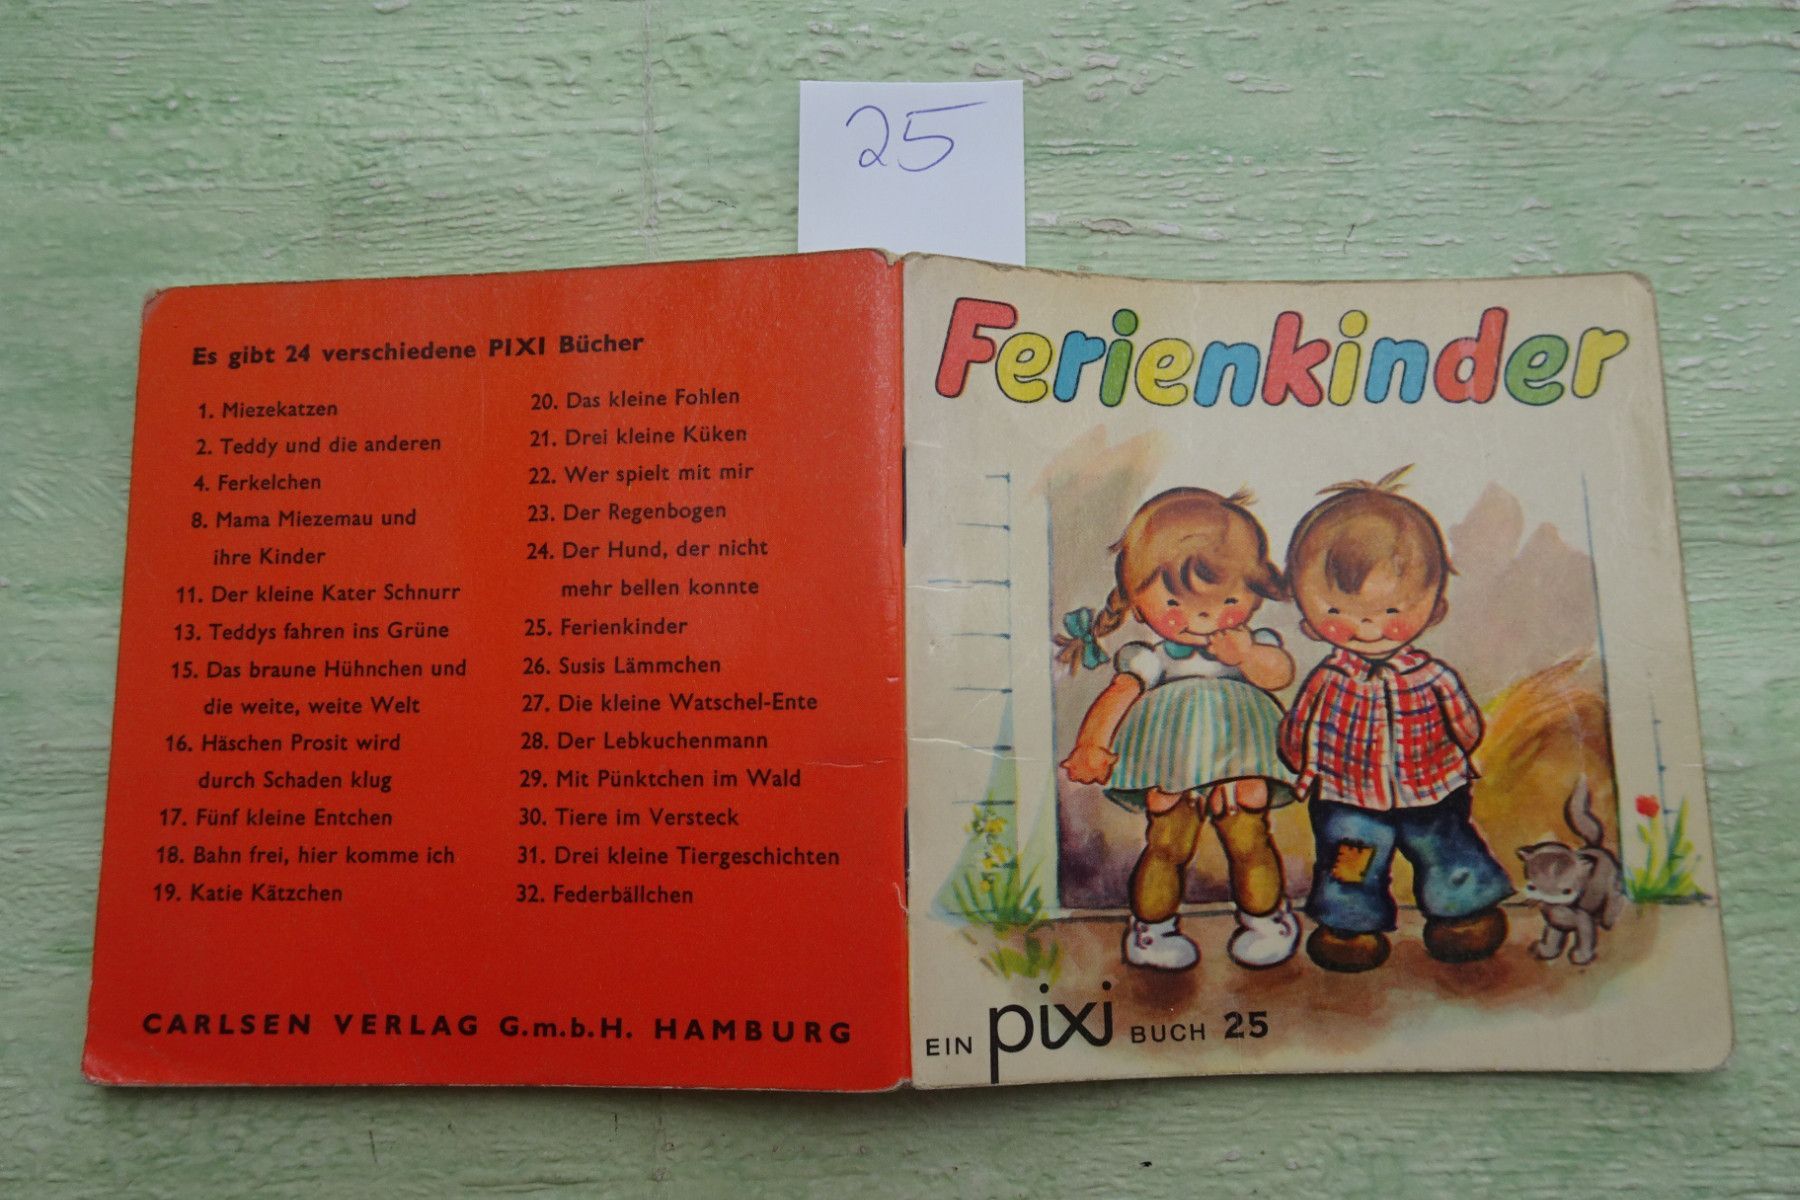 25
Es gibt 24 verschiedene PIXI Bücher
1. Miezekatzen
2. Teddy und die anderen
4. Ferkelchen
8. Mama Miezemau und
ihre Kinder
11. Der kleine Kater Schnurr
13. Teddys fahren ins Grüne
15. Das braune Hühnchen und
die weite, weite Welt
16. Häschen Prosit wird
durch Schaden klug
17. Fünf kleine Entchen
18. Bahn frei, hier komme ich
19. Katie Kätzchen
20. Das kleine Fohlen
21. Drei kleine Küken
22. Wer spielt mit mir
23. Der Regenbogen
24. Der Hund, der nicht
mehr bellen konnte
25. Ferienkinder
26. Susis Lämmchen
27. Die kleine Watschel-Ente
28. Der Lebkuchenmann
29. Mit Pünktchen im Wald
30. Tiere im Versteck
31. Drei kleine Tiergeschichten
32. Federbällchen
CARLSEN VERLAG G.m.b.H. HAMBURG
Ferienkinder
EIN pixi BUCH 25